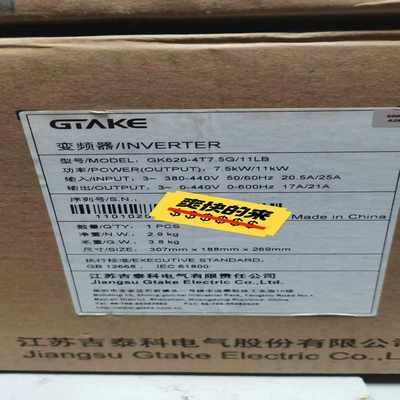 GTAKE
变频器/INVERTER
型号/MODEL: GK620-4T7.5G/11LB
功率/POWER(OUTPUT): 7.5kW/11kW
输入/INPUT: 3~ 380-440V 50/60Hz 20.5A/25A
输出/OUTPUT: 3~ 0-440V 0-600Hz 17A/21A
序列号/S.N.:
爽快的来
$$$$$$
Made in China
数量/QTY: 1 PCS
净重/N.W.: 2.9 kg
毛重/G.W.: 3.8 kg
尺寸/SIZE: 307mm × 188mm × 269mm
执行标准/EXECUTIVE STANDARD:
GB 12668 IEC 61800
江苏吉泰科电气有限责任公司
Jiangsu Gtake Electric Co., Ltd
江苏吉泰科电气股份有限公司
Jiangsu Gtake Electric Co.,